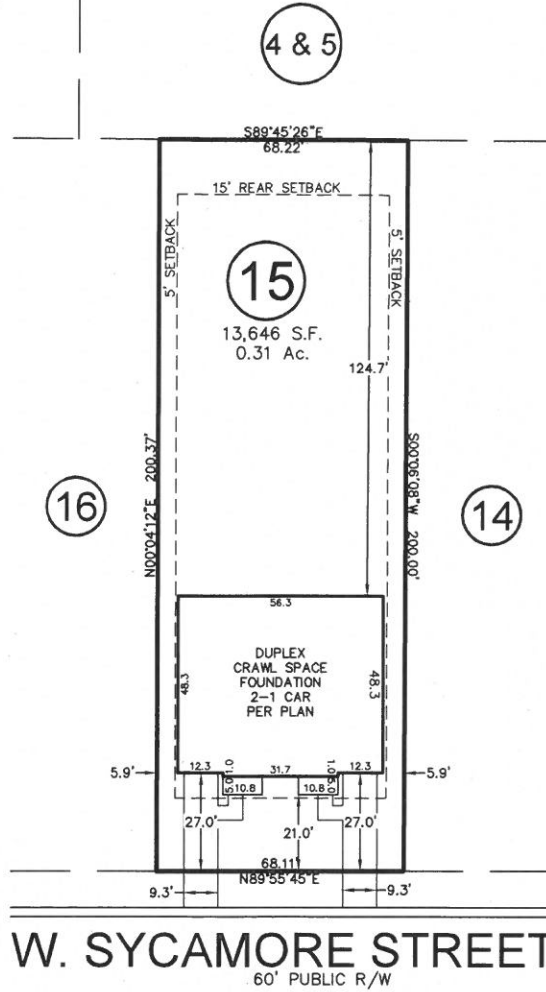 4 & 5
S89°45'26"E
68.22'
15' REAR SETBACK
5' SETBACK
5' SETBACK
15
13,646 S.F.
0.31 Ac.
124.7'
N00°04'12"E 200.37'
S00°06'08"W 200.00'
16
14
56.3
DUPLEX
CRAWL SPACE
FOUNDATION
2-1 CAR
PER PLAN
48.3
48.3
12.3
31.7
12.3
1.0
1.0
5.9'
5.9'
5.0
10.8
10.8
5.0
27.0'
21.0'
27.0'
68.11'
N89°55'45"E
9.3'
9.3'
W. SYCAMORE STREET
60' PUBLIC R/W